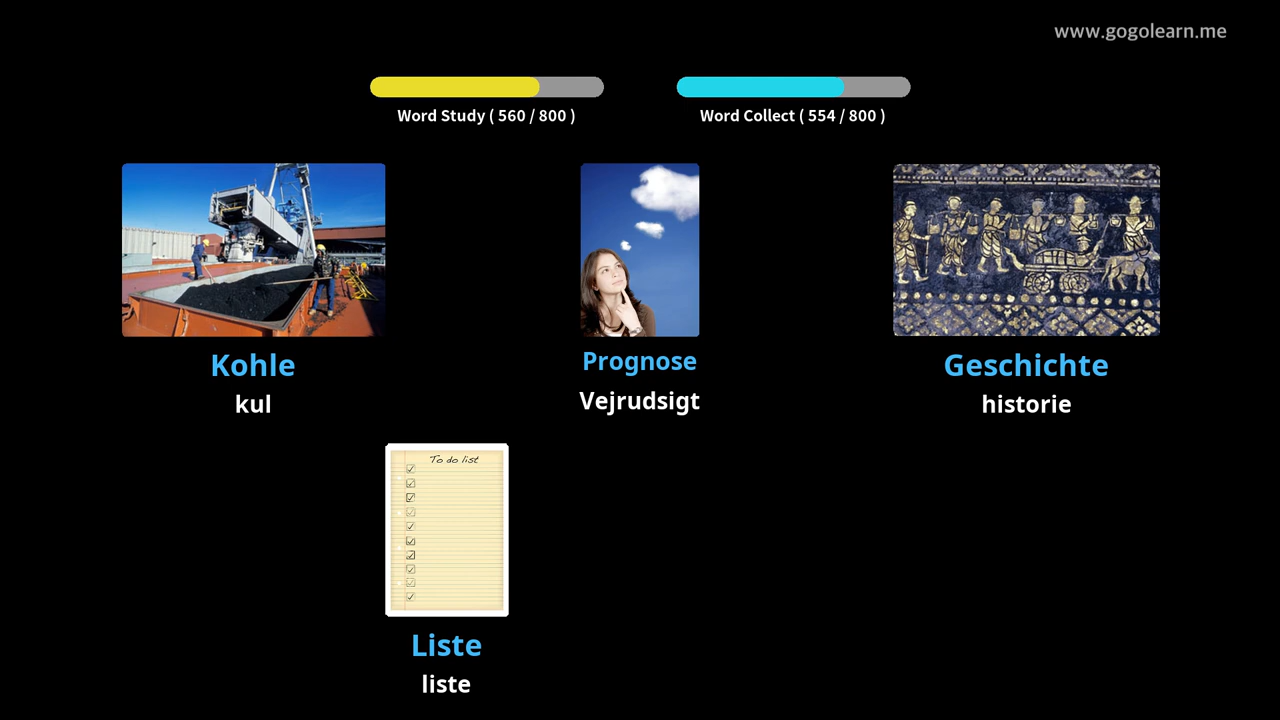 www.gogolearn.me
Word Study ( 560 / 800 )
Word Collect ( 554 / 800 )
Kohle
kul
Prognose
Vejrudsigt
Geschichte
historie
To do list
Liste
liste